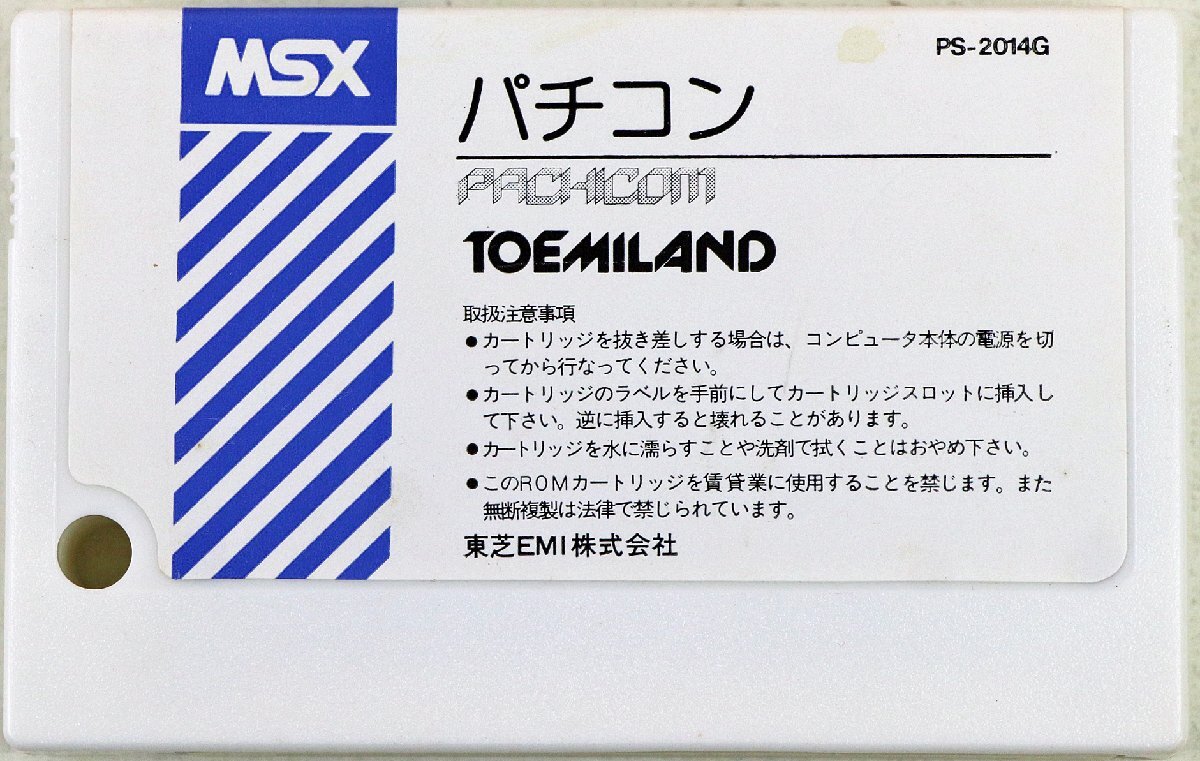 MSX
PS-2014G
パチコン
PACHICOM
TOEMILAND
取扱注意事項
●カートリッジを抜き差しする場合は、コンピュータ本体の電源を切
ってから行なってください。
●カートリッジのラベルを手前にしてカートリッジスロットに挿入し
て下さい。逆に挿入すると壊れることがあります。
●カートリッジを水に濡らすことや洗剤で拭くことはおやめ下さい。
●このROMカートリッジを賃貸業に使用することを禁じます。また
無断複製は法律で禁じられています。
東芝EMI株式会社